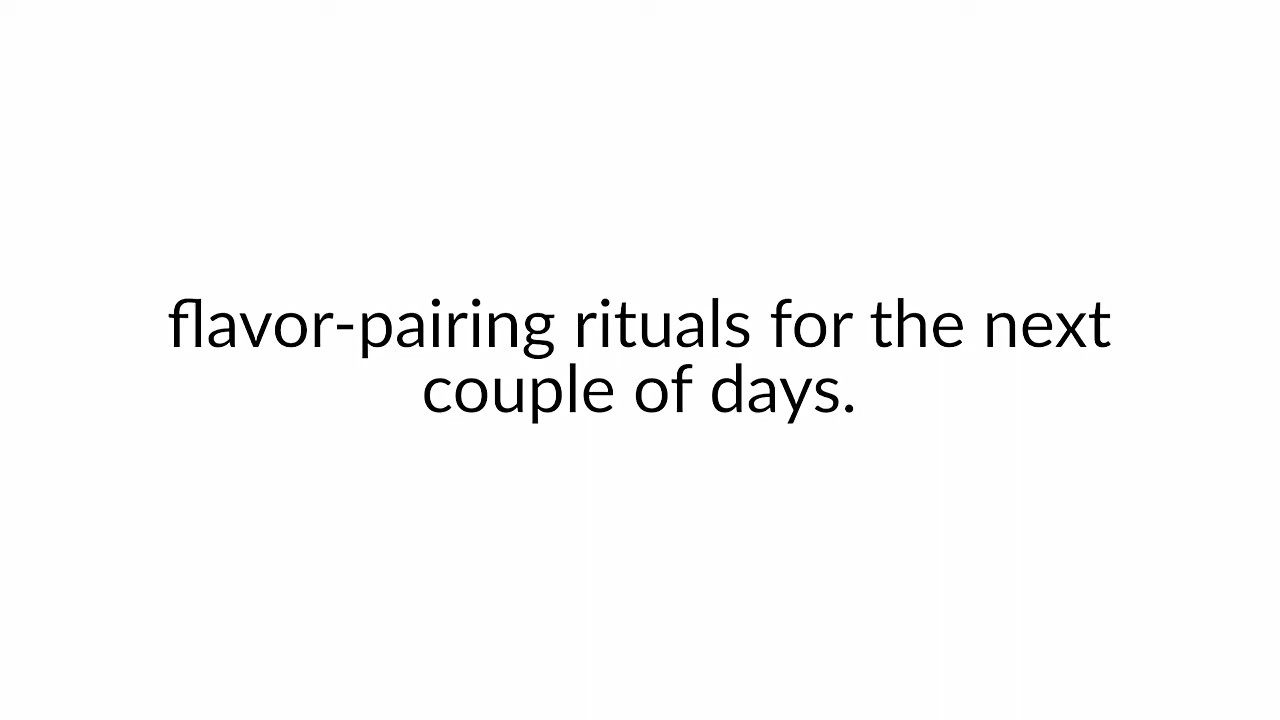 flavor-pairing rituals for the next
couple of days.